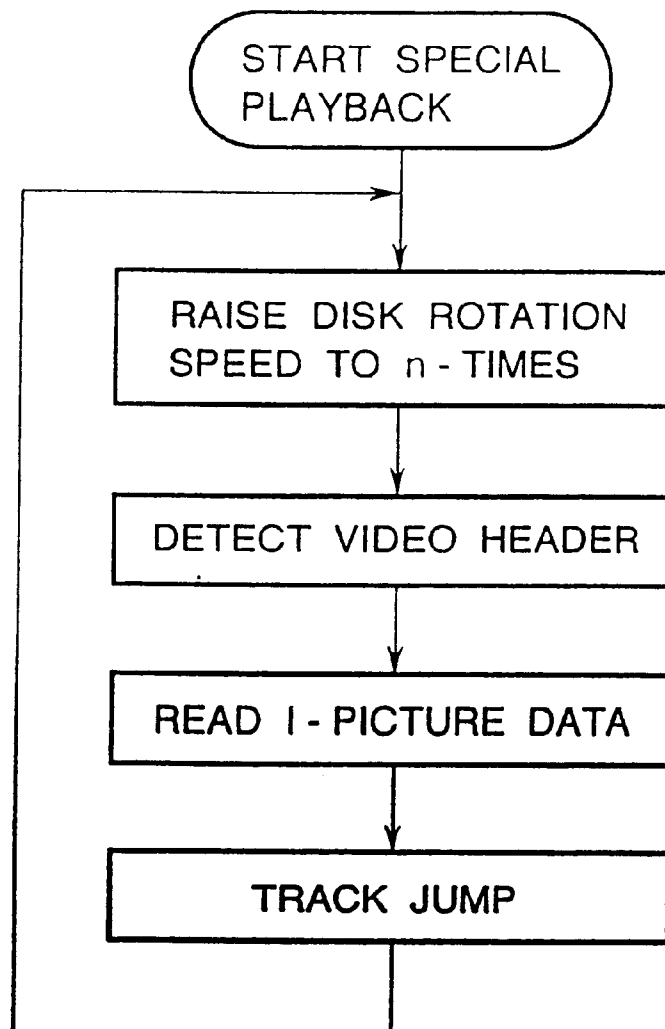 START SPECIAL
PLAYBACK
RAISE DISK ROTATION
SPEED TO n - TIMES
DETECT VIDEO HEADER
READ I - PICTURE DATA
TRACK JUMP